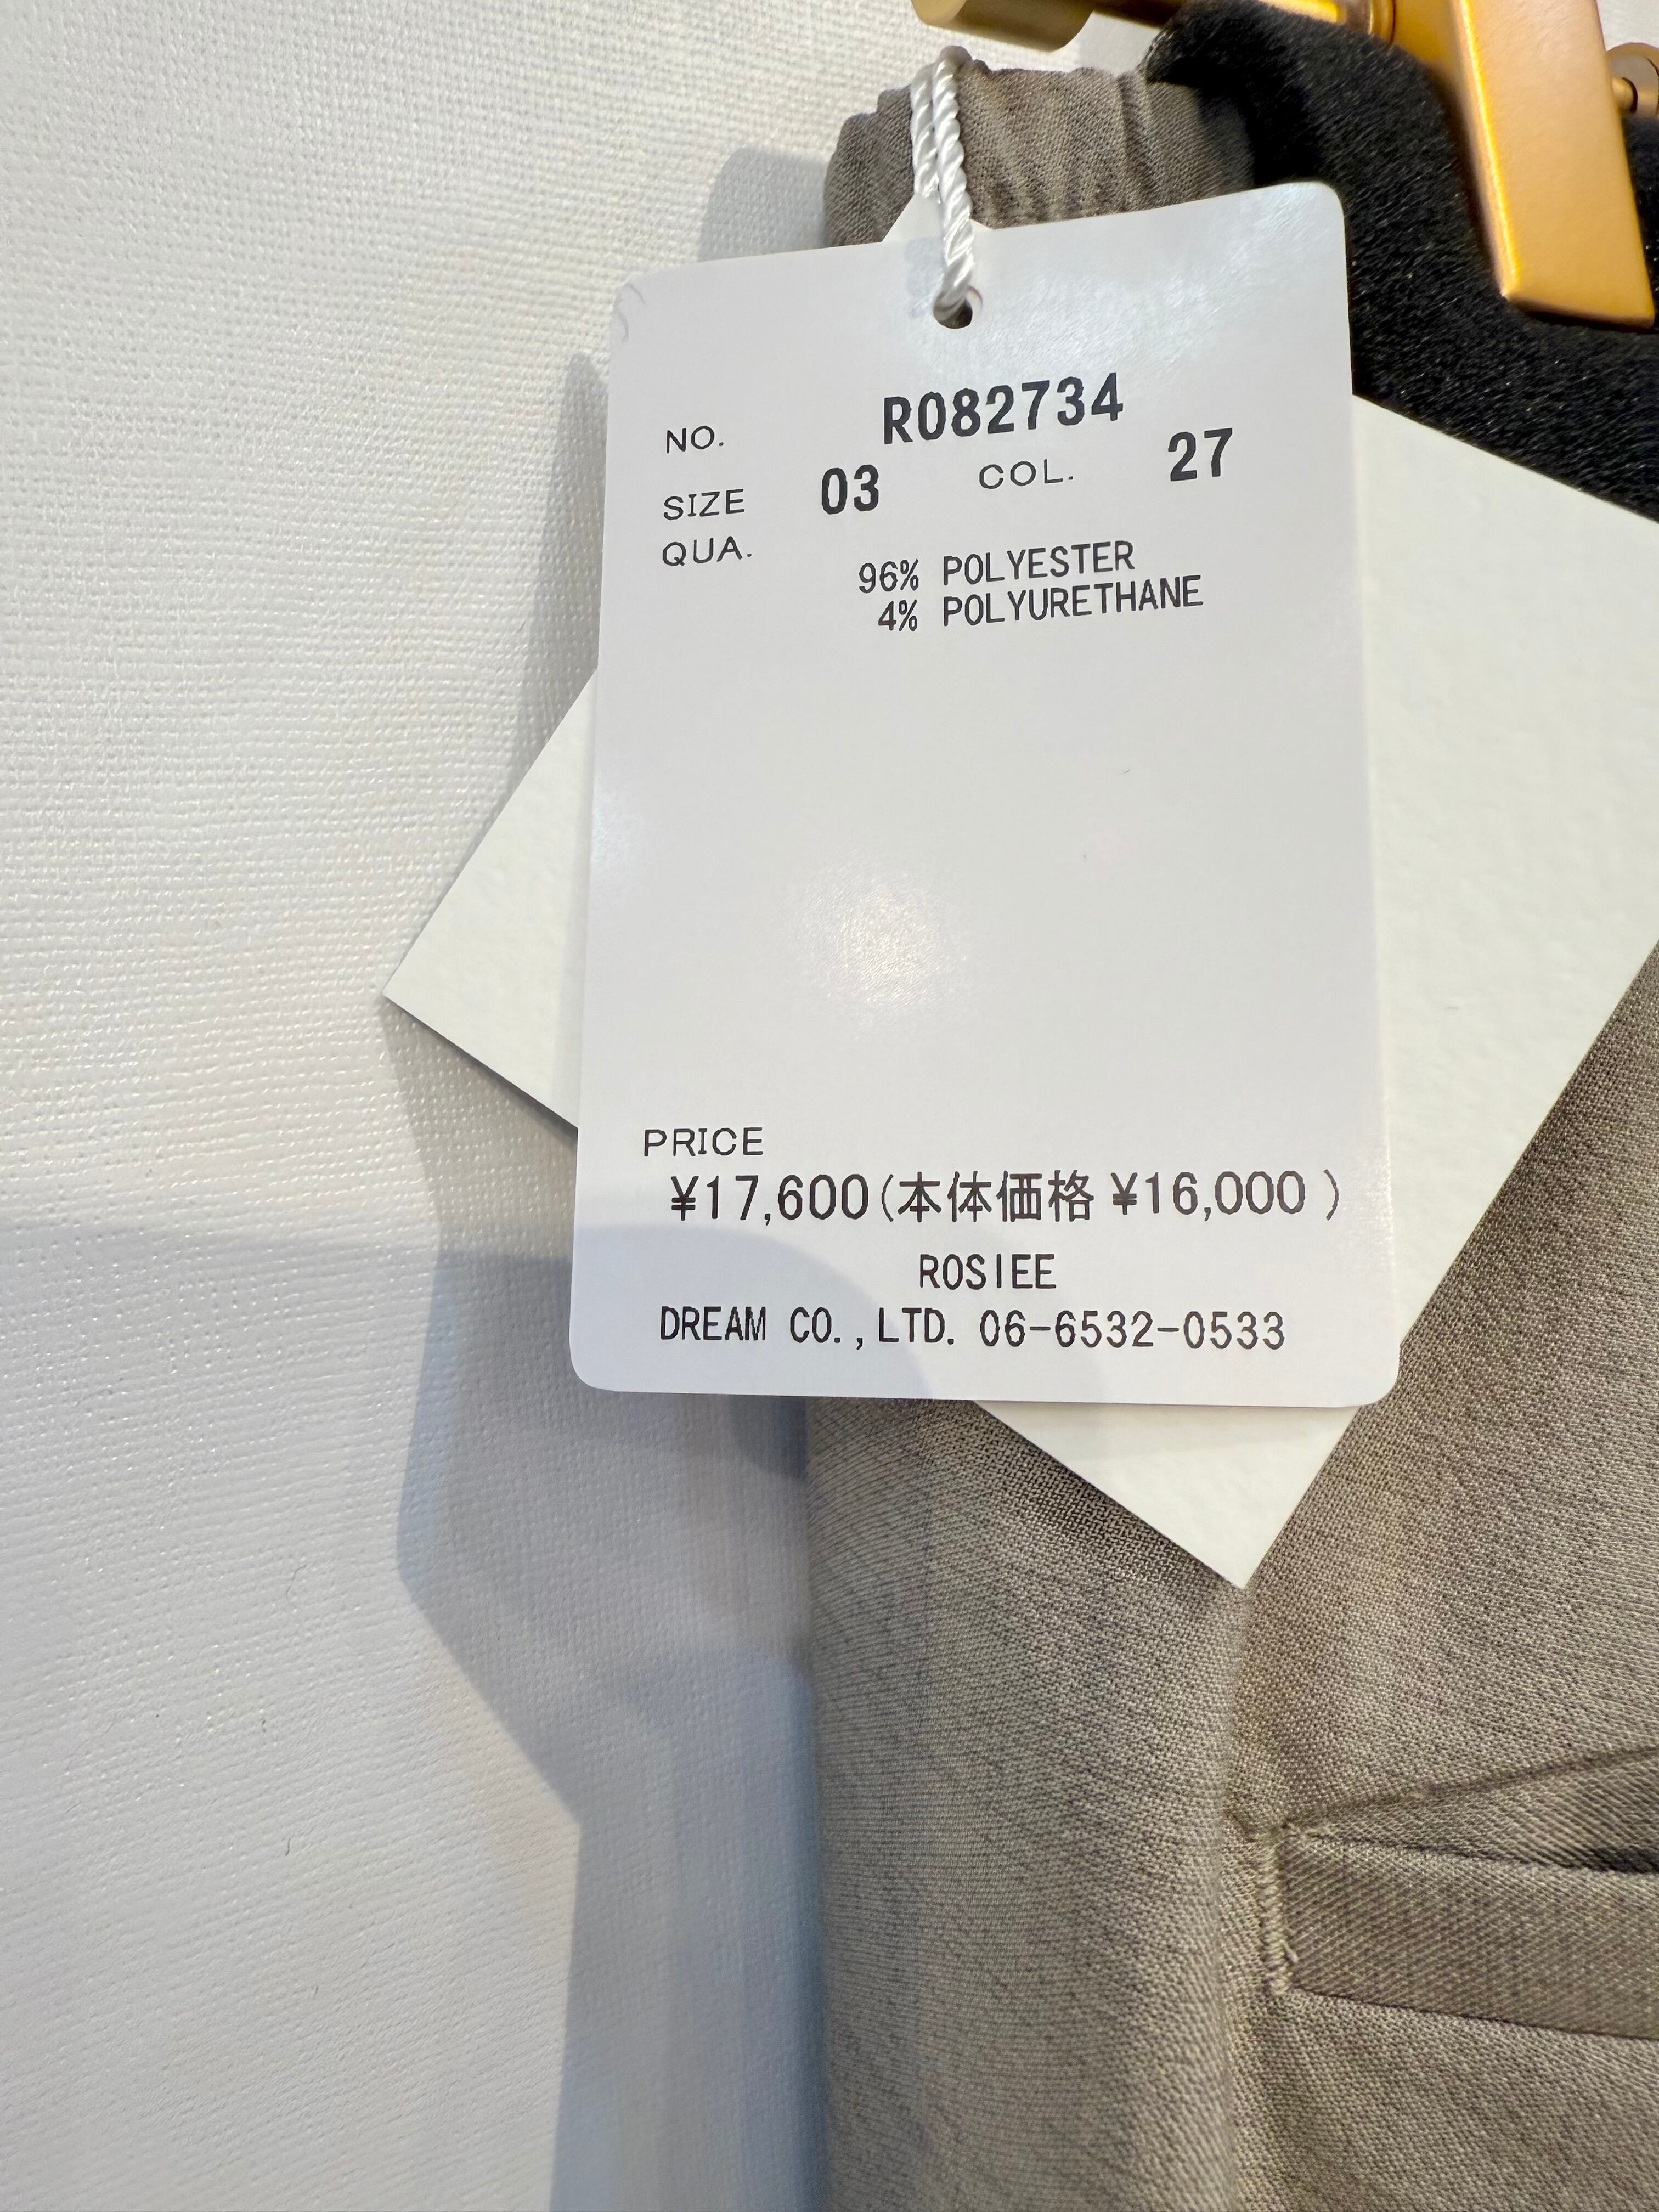 NO. R082734
SIZE 03 COL. 27
QUA.
96% POLYESTER
4% POLYURETHANE
PRICE
¥17,600(本体価格 ¥16,000 )
ROSIEE
DREAM CO.,LTD. 06-6532-0533